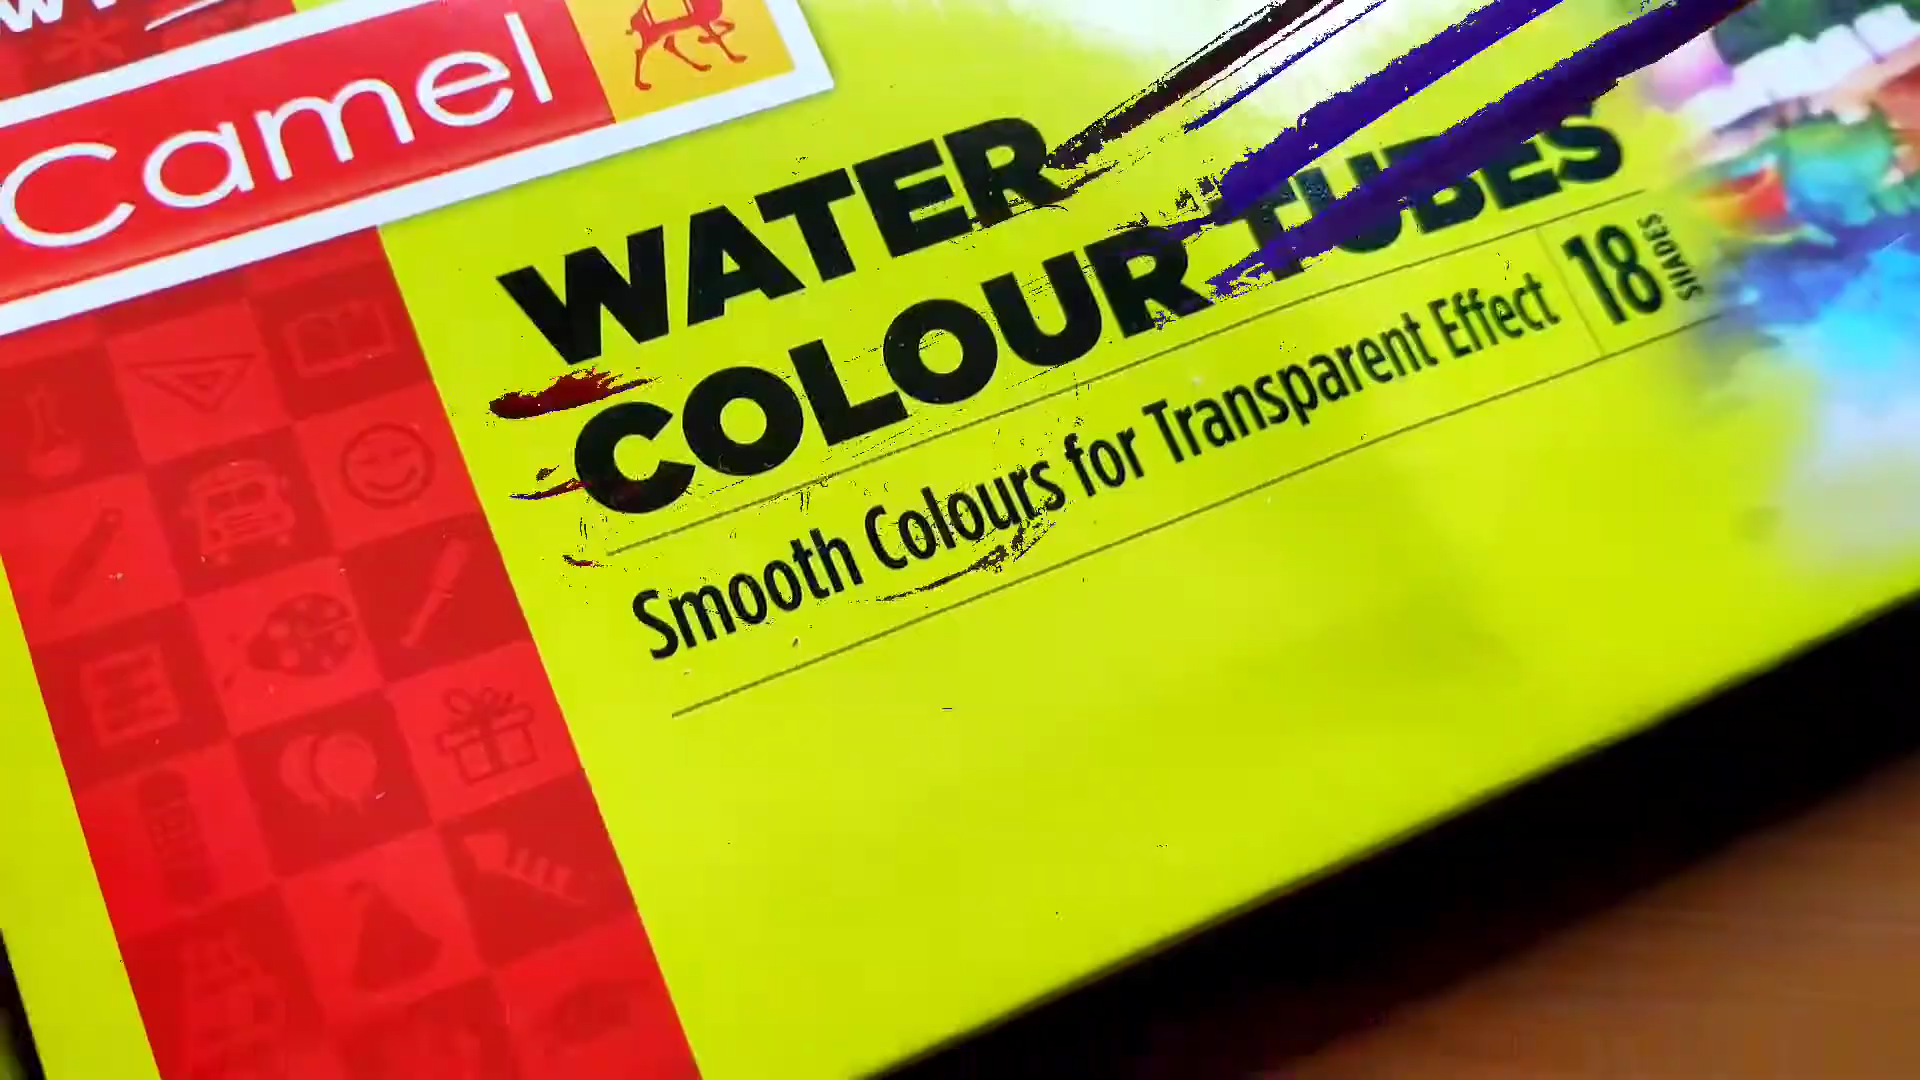 Camel
WATER
COLOUR TUBES
Smooth Colours for Transparent Effect
18 SHADES